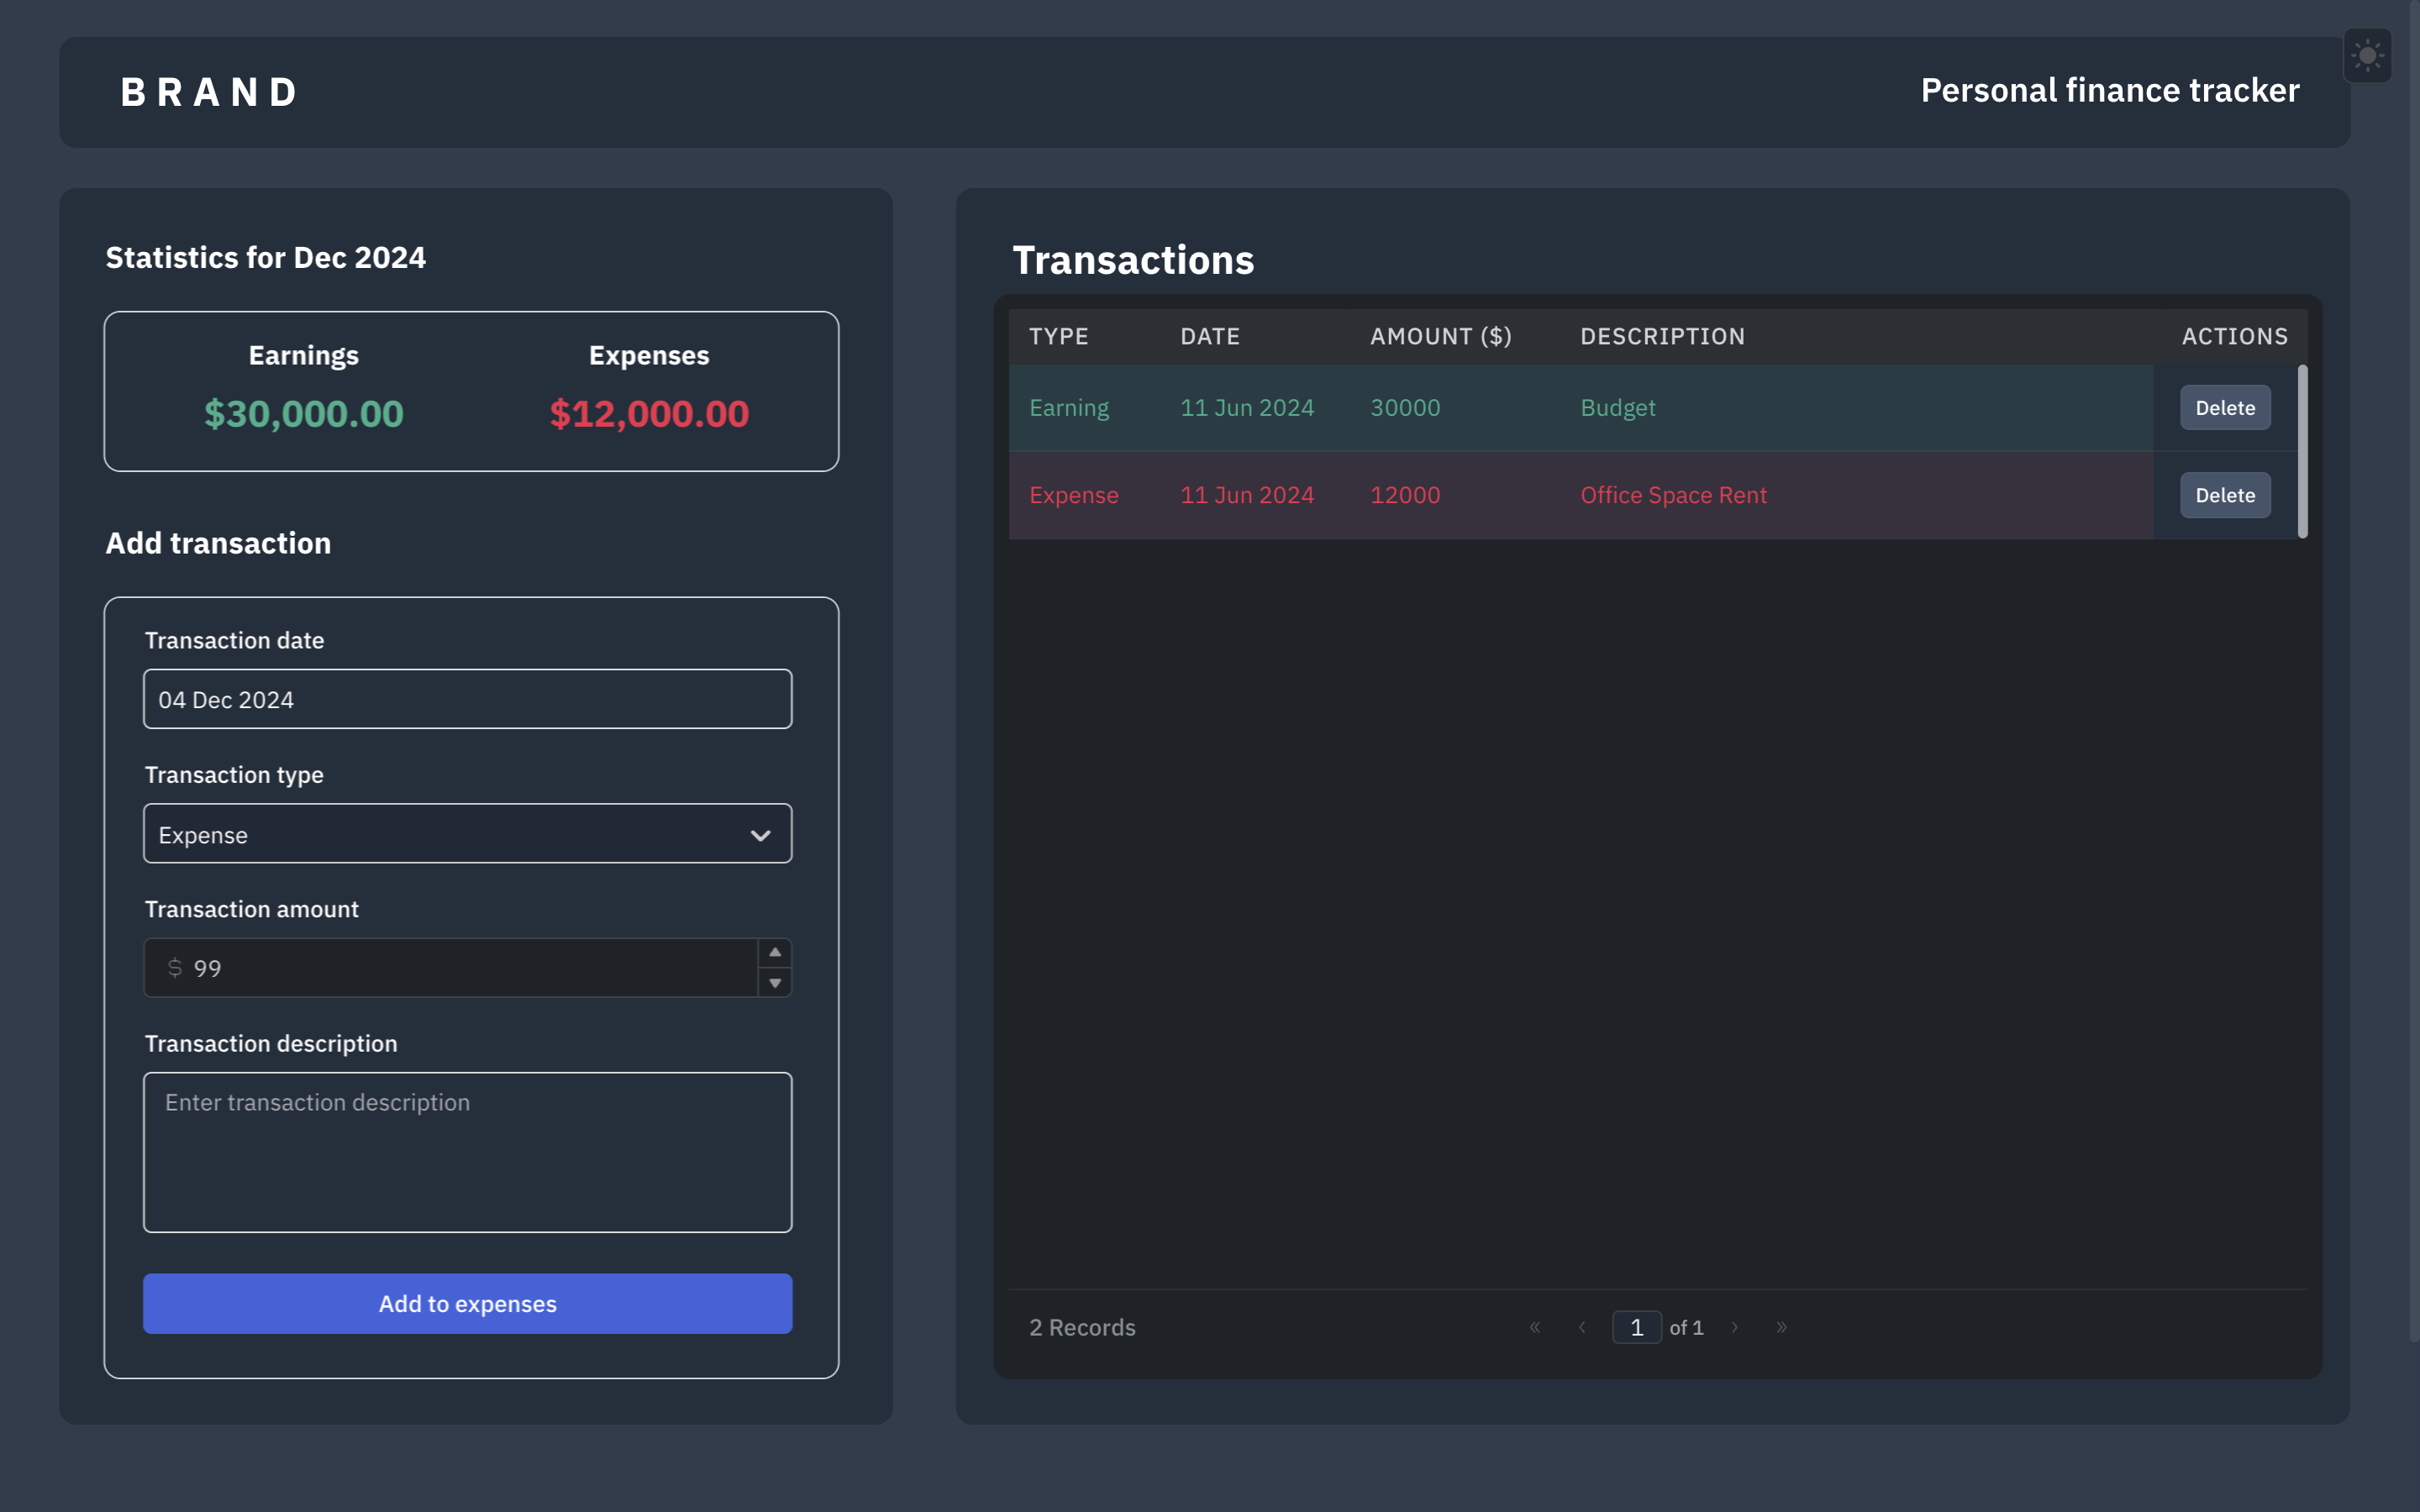 BRAND
Personal finance tracker
Statistics for Dec 2024
Earnings Expenses
$30,000.00 $12,000.00
Add transaction
Transaction date
04 Dec 2024
Transaction type
Expense
Transaction amount
$ 99
Transaction description
Enter transaction description
Add to expenses
Transactions
TYPE DATE AMOUNT ($) DESCRIPTION ACTIONS
Earning 11 Jun 2024 30000 Budget Delete
Expense 11 Jun 2024 12000 Office Space Rent Delete
2 Records « ‹ 1 of 1 › »